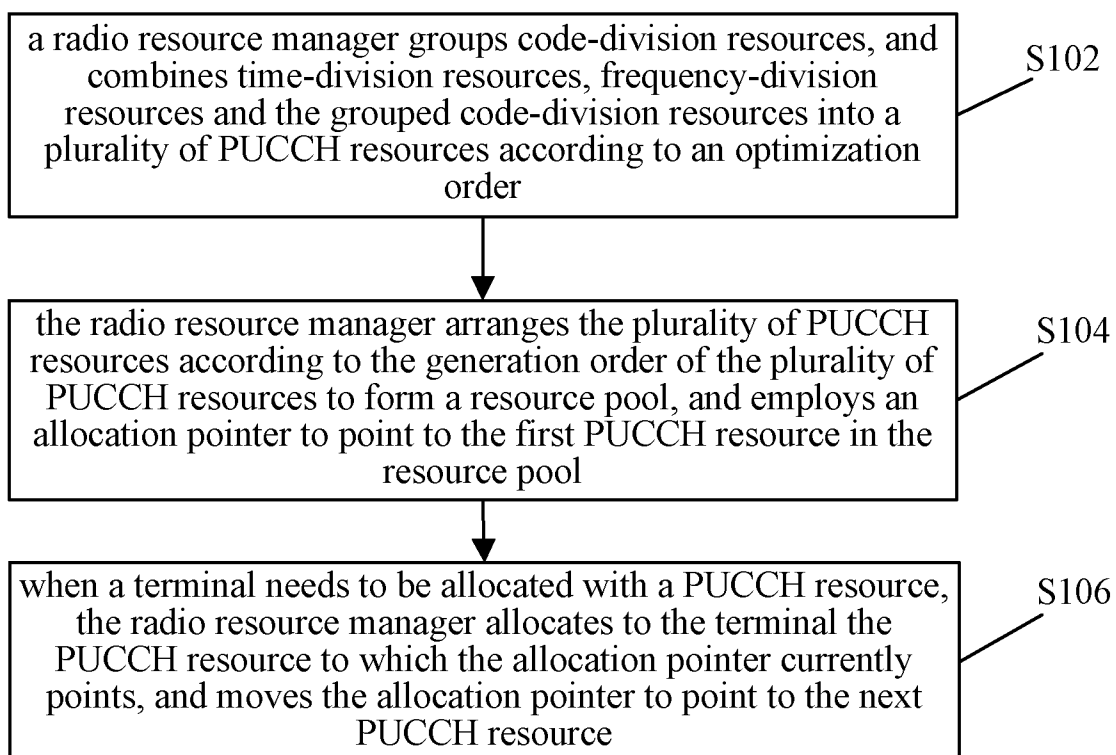 a radio resource manager groups code-division resources, and
combines time-division resources, frequency-division
resources and the grouped code-division resources into a
plurality of PUCCH resources according to an optimization
order
S102
the radio resource manager arranges the plurality of PUCCH
resources according to the generation order of the plurality of
PUCCH resources to form a resource pool, and employs an
allocation pointer to point to the first PUCCH resource in the
resource pool
S104
when a terminal needs to be allocated with a PUCCH resource,
the radio resource manager allocates to the terminal the
PUCCH resource to which the allocation pointer currently
points, and moves the allocation pointer to point to the next
PUCCH resource
S106